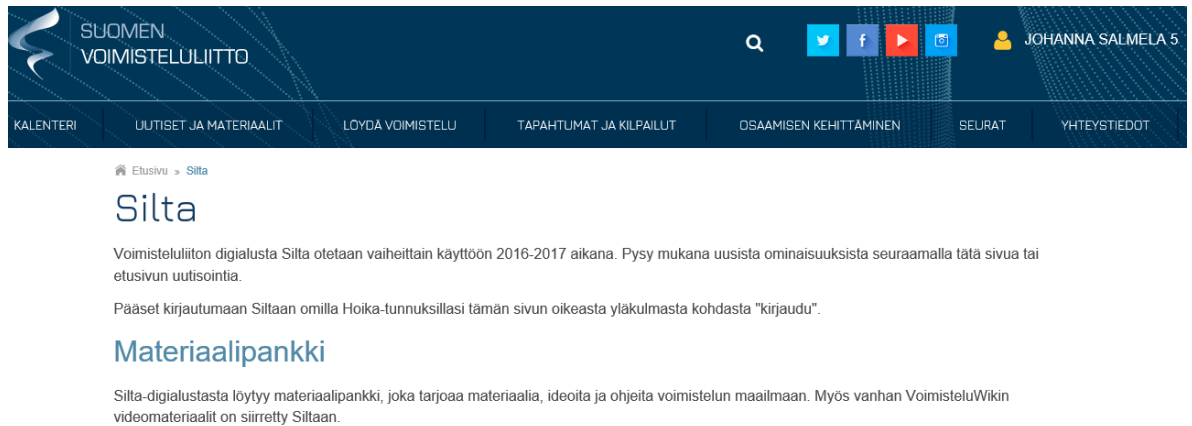 SUOMEN
VOIMISTELULIITTO
JOHANNA SALMELA 5
KALENTERI UUTISET JA MATERIAALIT LÖYDÄ VOIMISTELU TAPAHTUMAT JA KILPAILUT OSAAMISEN KEHITTÄMINEN SEURAT YHTEYSTIEDOT
Etusivu » Silta
Silta
Voimisteluliiton digialusta Silta otetaan vaiheittain käyttöön 2016-2017 aikana. Pysy mukana uusista ominaisuuksista seuraamalla tätä sivua tai
etusivun uutisointia.
Pääset kirjautumaan Siltaan omilla Hoika-tunnuksillasi tämän sivun oikeasta yläkulmasta kohdasta "kirjaudu".
Materiaalipankki
Silta-digialustasta löytyy materiaalipankki, joka tarjoaa materiaalia, ideoita ja ohjeita voimistelun maailmaan. Myös vanhan VoimisteluWikin
videomateriaalit on siirretty Siltaan.